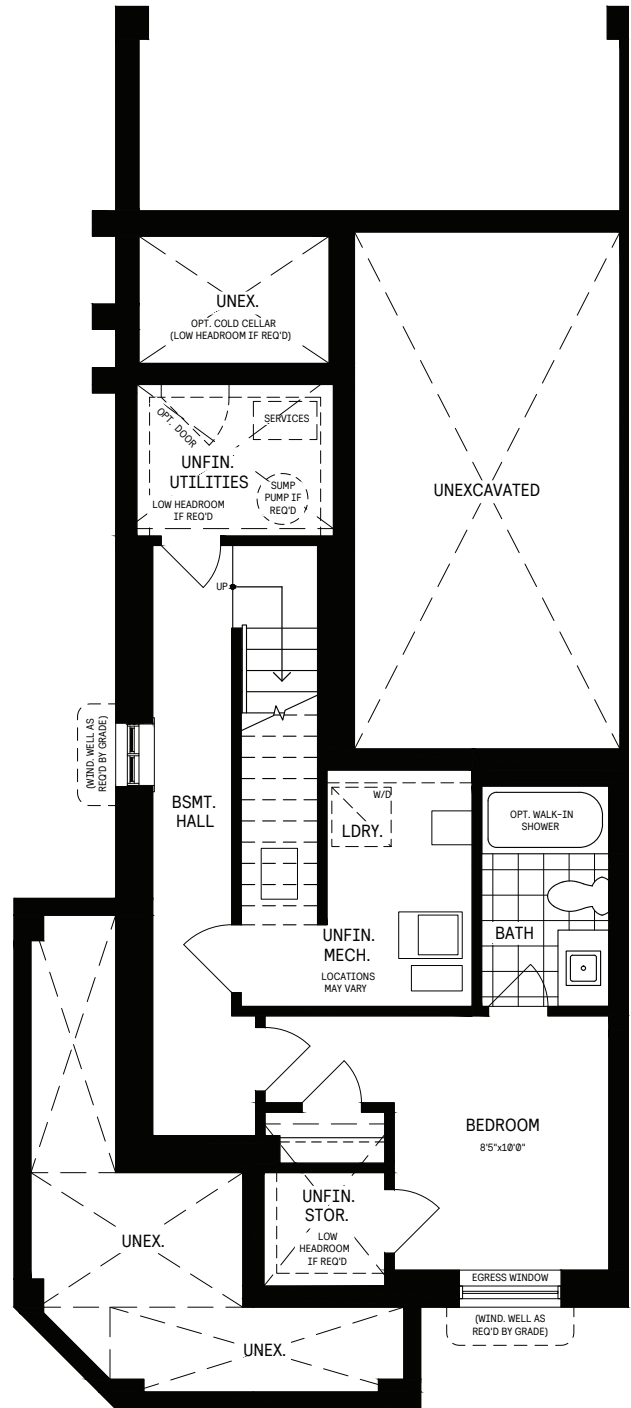 UNEX.
OPT. COLD CELLAR
(LOW HEADROOM IF REQ'D)
OPT. DOOR
SERVICES
UNFIN.
UTILITIES
LOW HEADROOM
IF REQ'D
SUMP
PUMP IF
REQ'D
UNEXCAVATED
UP
(WIND. WELL AS
REQ'D BY GRADE)
BSMT.
HALL
W/D
LDRY.
OPT. WALK-IN
SHOWER
UNFIN.
MECH.
LOCATIONS
MAY VARY
BATH
BEDROOM
8'5"x10'0"
UNFIN.
STOR.
LOW
HEADROOM
IF REQ'D
UNEX.
EGRESS WINDOW
(WIND. WELL AS
REQ'D BY GRADE)
UNEX.